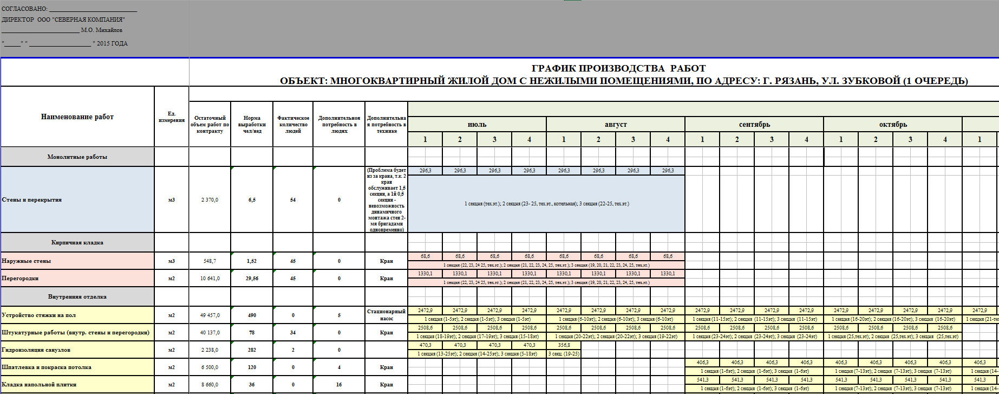 СОГЛАСОВАНО: ___________________________
ДИРЕКТОР ООО "СЕВЕРНАЯ КОМПАНИЯ"
________________________ М.О. Михайлов
"_____" "___________________" 2015 ГОДА
ГРАФИК ПРОИЗВОДСТВА РАБОТ
ОБЪЕКТ: МНОГОКВАРТИРНЫЙ ЖИЛОЙ ДОМ С НЕЖИЛЫМИ ПОМЕЩЕНИЯМИ, ПО АДРЕСУ: Г. РЯЗАНЬ, УЛ. ЗУБКОВОЙ (1 ОЧЕРЕДЬ)
Наименование работ
Ед. измерения
Остаточный объем работ по контракту
Норма выработки чел/нед
Фактическое количество людей
Дополнительноя потребность в людях
Дополнительна я потребность в технике
июль август сентябрь октябрь
1 2 3 4 1 2 3 4 1 2 3 4 1 2 3 4 1
Монолитные работы
Стены и перекрытия м3 2 370,0 6,5 54 0
(Проблема будет
из за крана, т.к. 2
кран
обслуживает 1,5
секции, а 1й 0,5
секции -
невозможность
динамичного
монтажа стен 2-
мя бригадами
одновременно)
296,3 296,3 296,3 296,3 296,3 296,3 296,3 296,3
1 секция (тех.эт.); 2 секция (23- 25, тех.эт., котельная); 3 секция (22-25, тех.эт.)
Кирпичная кладка
Наружные стены м3 548,7 1,52 45 0 Кран
68,6 68,6 68,6 68,6 68,6 68,6 68,6 68,6
1 секция (22, 23, 24 25, тех.эт.); 2 секция (21, 22, 23, 24, 25, тех.эт.); 3 секция (19, 20, 21, 22, 23, 24, 25, тех.эт.)
Перегородки м2 10 641,0 29,56 45 0 Кран
1330,1 1330,1 1330,1 1330,1 1330,1 1330,1 1330,1 1330,1
1 секция (22, 23, 24 25, тех.эт.); 2 секция (21, 22, 23, 24, 25, тех.эт.); 3 секция (19, 20, 21, 22, 23, 24, 25, тех.эт.)
Внутренняя отделка
Устройство стяжки на пол м2 49 457,0 490 0 5 Стационарный насос
2472,9 2472,9 2472,9 2472,9 2472,9 2472,9 2472,9 2472,9 2472,9 2472,9 2472,9 2472,9 2472,9 2472,9 2472,9 2472,9 2472,9
1 секция (1-5эт); 2 секция (1-5эт); 3 секция (1-5эт) 1 секция (6-10эт); 2 секция (6-10эт); 3 секция (6-10эт) 1 секция (11-15эт); 2 секция (11-15эт); 3 секция (11-15эт) 1 секция (16-20эт); 2 секция (16-20эт); 3 секция (16-20эт) 1 секция (21-тех
Штукатурные работы (внутр. стены и перегородки) м2 40 137,0 78 34 0 Кран
2508,6 2508,6 2508,6 2508,6 2508,6 2508,6 2508,6 2508,6 2508,6 2508,6 2508,6 2508,6 2508,6 2508,6 2508,6 2508,6
1 секция (18-19эт); 2 секция (17-19эт); 3 секция (15-18эт) 1 секция (20-22эт); 2 секция (20-22эт); 3 секция (19-22эт) 1 секция (23-24эт); 2 секция (23-24эт); 3 секция (23-24эт) 1 секция (25,тех.эт); 2 секция (25,тех.эт); 3 секция (25,тех.эт)
Гидроизоляция санузлов м2 2 238,0 282 2 0
470,3 470,3 470,3 470,3 356,8
1 секция (13-25эт); 2 секция (14-25эт); 3 секция (5-18эт) 3 секц. (19-25)
Шпатлевка и покраска потолка м2 6 500,0 120 0 4 Кран
406,3 406,3 406,3 406,3 406,3 406,3 406,3 406,3 406,3
1 секция (1-6эт); 2 секция (1-6эт); 3 секция (1-6эт) 1 секция (7-13эт); 2 секция (7-13эт); 3 секция (7-13эт) 1 секция (14-
Кладка напольной плитки м2 8 660,0 36 0 16 Кран
541,3 541,3 541,3 541,3 541,3 541,3 541,3 541,3 541,3
1 секция (1-6эт); 2 секция (1-6эт); 3 секция (1-6эт) 1 секция (7-13эт); 2 секция (7-13эт); 3 секция (7-13эт) 1 секция (14-